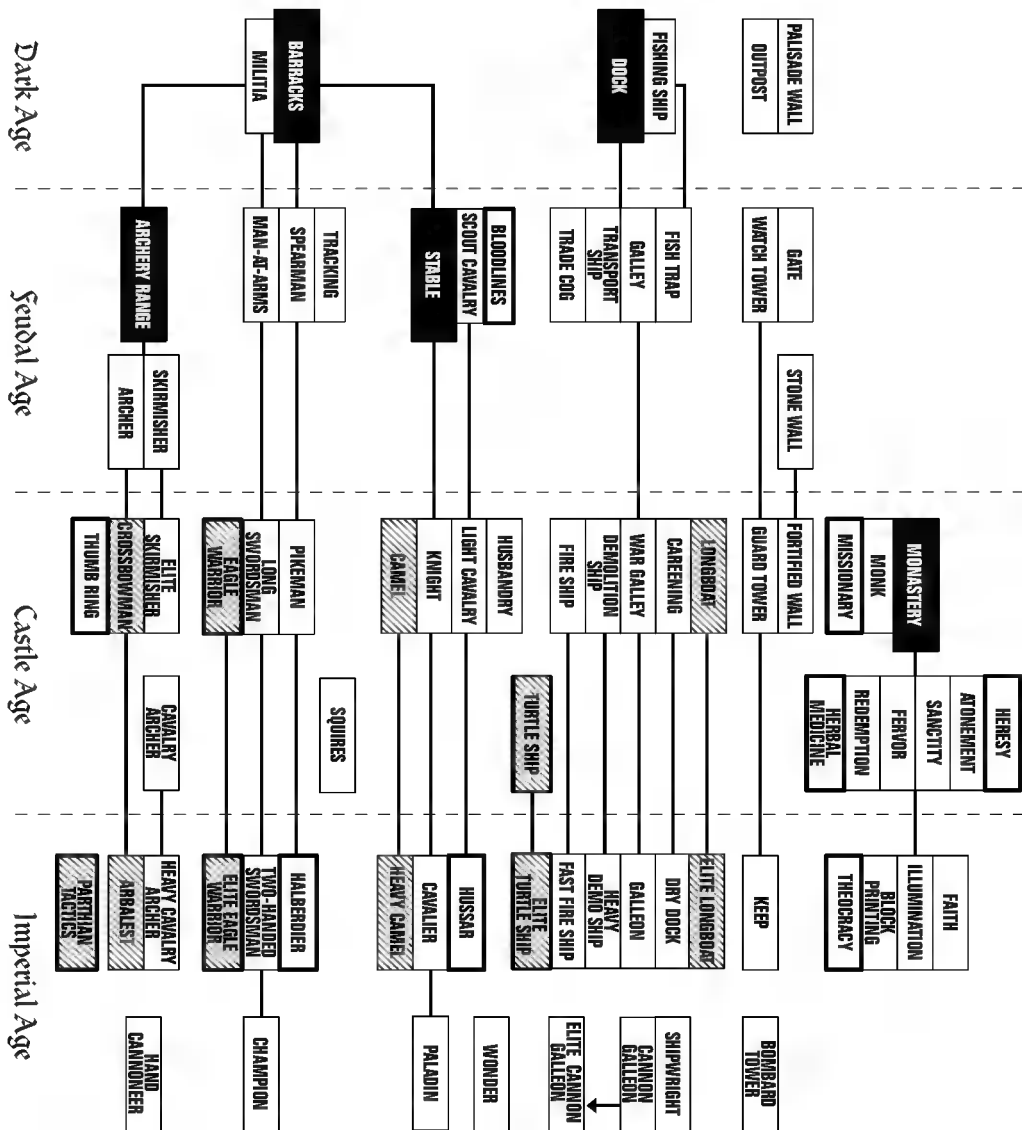 Dark Age
Feudal Age
Castle Age
Imperial Age
PALISADE WALL
OUTPOST
FISHING SHIP
DOCK
BARRACKS
MILITIA
GATE
WATCH TOWER
FISH TRAP
GALLEY
TRANSPORT
SHIP
TRADE COG
BLOODLINES
SCOUT CAVALRY
STABLE
TRACKING
SPEARMAN
MAN-AT-ARMS
ARCHERY RANGE
STONE WALL
SKIRMISHER
ARCHER
MONASTERY
MONK
MISSIONARY
FORTIFIED WALL
GUARD TOWER
LONGBOAT
CAREENING
WAR GALLEY
DEMOLITION
SHIP
FIRE SHIP
HUSBANDRY
LIGHT CAVALRY
KNIGHT
CAMEL
PIKEMAN
LONG
SWORDSMAN
EAGLE
WARRIOR
ELITE
SKIRMISHER
CROSSBOWMAN
THUMB RING
HERESY
ATONEMENT
SANCTITY
FERVOR
REDEMPTION
HERBAL
MEDICINE
TURTLE SHIP
SQUIRES
CAVALRY
ARCHER
FAITH
ILLUMINATION
BLOCK
PRINTING
THEOCRACY
KEEP
ELITE LONGBOAT
DRY DOCK
GALLEON
HEAVY
DEMO SHIP
FAST FIRE SHIP
ELITE
TURTLE SHIP
HUSSAR
CAVALIER
HEAVY CAMEL
HALBERDIER
TWO-HANDED
SWORDSMAN
ELITE EAGLE
WARRIOR
HEAVY CAVALRY
ARCHER
ARBALEST
PARTHIAN
TACTICS
BOMBARD
TOWER
SHIPWRIGHT
CANNON
GALLEON
ELITE CANNON
GALLEON
WONDER
PALADIN
CHAMPION
HAND
CANNONEER